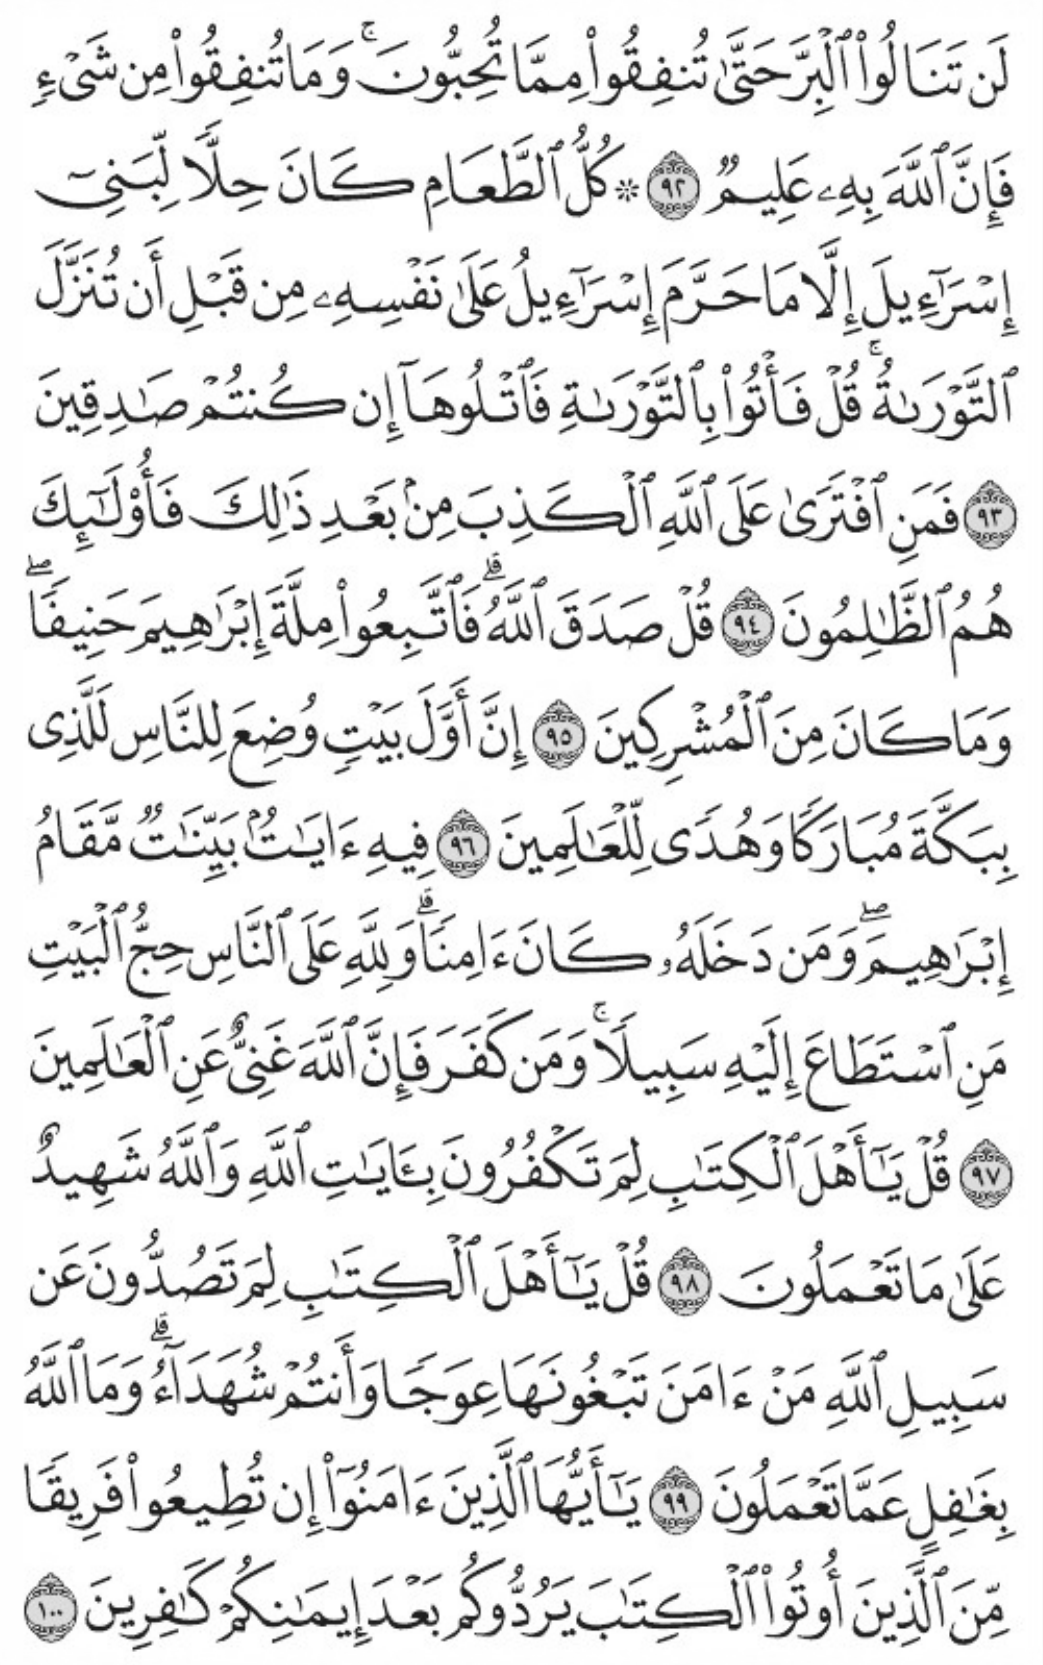 لَن تَنَالُوا۟ ٱلْبِرَّ حَتَّىٰ تُنفِقُوا۟ مِمَّا تُحِبُّونَ ۚ وَمَا تُنفِقُوا۟ مِن شَىْءٍ
فَإِنَّ ٱللَّهَ بِهِۦ عَلِيمٌ ٩٢ ۞ كُلُّ ٱلطَّعَامِ كَانَ حِلًّا لِّبَنِىٓ
إِسْرَٰٓءِيلَ إِلَّا مَا حَرَّمَ إِسْرَٰٓءِيلُ عَلَىٰ نَفْسِهِۦ مِن قَبْلِ أَن تُنَزَّلَ
ٱلتَّوْرَىٰةُ ۚ قُلْ فَأْتُوا۟ بِٱلتَّوْرَىٰةِ فَٱتْلُوهَآ إِن كُنتُمْ صَٰدِقِينَ
٩٣ فَمَنِ ٱفْتَرَىٰ عَلَى ٱللَّهِ ٱلْكَذِبَ مِنۢ بَعْدِ ذَٰلِكَ فَأُو۟لَٰٓئِكَ
هُمُ ٱلظَّٰلِمُونَ ٩٤ قُلْ صَدَقَ ٱللَّهُ ۗ فَٱتَّبِعُوا۟ مِلَّةَ إِبْرَٰهِيمَ حَنِيفًا ۖ
وَمَا كَانَ مِنَ ٱلْمُشْرِكِينَ ٩٥ إِنَّ أَوَّلَ بَيْتٍ وُضِعَ لِلنَّاسِ لَلَّذِى
بِبَكَّةَ مُبَارَكًا وَهُدًى لِّلْعَٰلَمِينَ ٩٦ فِيهِ ءَايَٰتٌۢ بَيِّنَٰتٌ مَّقَامُ
إِبْرَٰهِيمَ ۖ وَمَن دَخَلَهُۥ كَانَ ءَامِنًا ۗ وَلِلَّهِ عَلَى ٱلنَّاسِ حِجُّ ٱلْبَيْتِ
مَنِ ٱسْتَطَاعَ إِلَيْهِ سَبِيلًا ۚ وَمَن كَفَرَ فَإِنَّ ٱللَّهَ غَنِىٌّ عَنِ ٱلْعَٰلَمِينَ
٩٧ قُلْ يَٰٓأَهْلَ ٱلْكِتَٰبِ لِمَ تَكْفُرُونَ بِـَٔايَٰتِ ٱللَّهِ وَٱللَّهُ شَهِيدٌ
عَلَىٰ مَا تَعْمَلُونَ ٩٨ قُلْ يَٰٓأَهْلَ ٱلْكِتَٰبِ لِمَ تَصُدُّونَ عَن
سَبِيلِ ٱللَّهِ مَنْ ءَامَنَ تَبْغُونَهَا عِوَجًا وَأَنتُمْ شُهَدَآءُ ۗ وَمَا ٱللَّهُ
بِغَٰفِلٍ عَمَّا تَعْمَلُونَ ٩٩ يَٰٓأَيُّهَا ٱلَّذِينَ ءَامَنُوٓا۟ إِن تُطِيعُوا۟ فَرِيقًا
مِّنَ ٱلَّذِينَ أُوتُوا۟ ٱلْكِتَٰبَ يَرُدُّوكُم بَعْدَ إِيمَٰنِكُمْ كَٰفِرِينَ ١٠٠